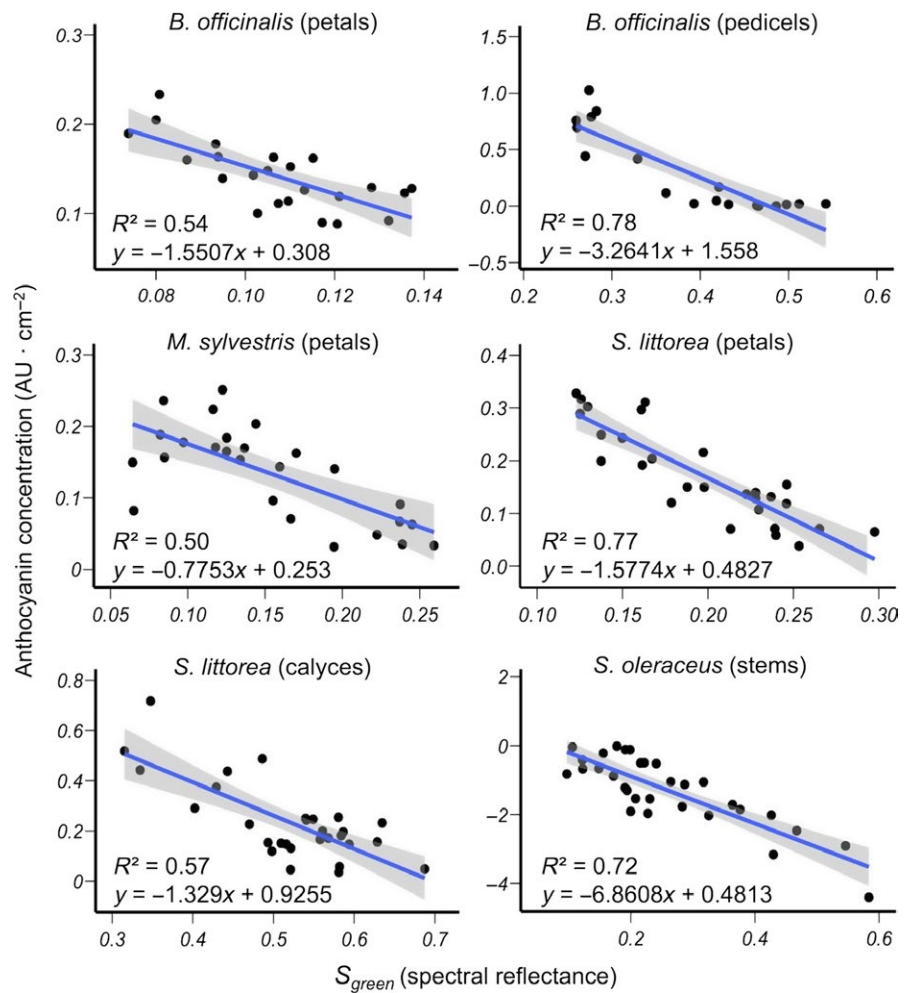 B. officinalis (petals)
0.3
0.2
0.1
R² = 0.54
y = −1.5507x + 0.308
0.08 0.10 0.12 0.14
B. officinalis (pedicels)
1.5
1.0
0.5
0.0
−0.5
R² = 0.78
y = −3.2641x + 1.558
0.2 0.3 0.4 0.5 0.6
M. sylvestris (petals)
0.3
0.2
0.1
0
R² = 0.50
y = −0.7753x + 0.253
0.05 0.10 0.15 0.20 0.25
S. littorea (petals)
0.4
0.3
0.2
0.1
0.0
R² = 0.77
y = −1.5774x + 0.4827
0.10 0.15 0.20 0.25 0.30
S. littorea (calyces)
0.8
0.6
0.4
0.2
0
R² = 0.57
y = −1.329x + 0.9255
0.3 0.4 0.5 0.6 0.7
S. oleraceus (stems)
2
0
−2
−4
R² = 0.72
y = −6.8608x + 0.4813
0.2 0.4 0.6
Anthocyanin concentration (AU · cm⁻²)
S_green (spectral reflectance)